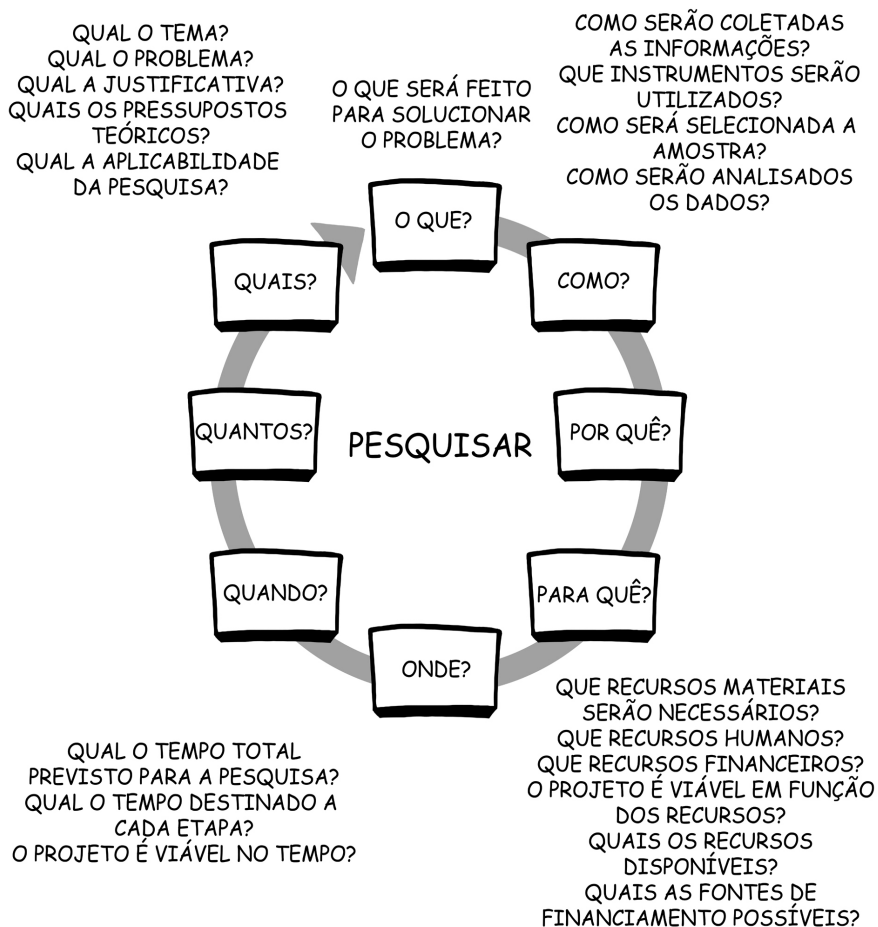 QUAL O TEMA?
QUAL O PROBLEMA?
QUAL A JUSTIFICATIVA?
QUAIS OS PRESSUPOSTOS
TEÓRICOS?
QUAL A APLICABILIDADE
DA PESQUISA?
O QUE SERÁ FEITO
PARA SOLUCIONAR
O PROBLEMA?
COMO SERÃO COLETADAS
AS INFORMAÇÕES?
QUE INSTRUMENTOS SERÃO
UTILIZADOS?
COMO SERÁ SELECIONADA A
AMOSTRA?
COMO SERÃO ANALISADOS
OS DADOS?
O QUE?
COMO?
POR QUÊ?
PARA QUÊ?
ONDE?
QUANDO?
QUANTOS?
QUAIS?
PESQUISAR
QUAL O TEMPO TOTAL
PREVISTO PARA A PESQUISA?
QUAL O TEMPO DESTINADO A
CADA ETAPA?
O PROJETO É VIÁVEL NO TEMPO?
QUE RECURSOS MATERIAIS
SERÃO NECESSÁRIOS?
QUE RECURSOS HUMANOS?
QUE RECURSOS FINANCEIROS?
O PROJETO É VIÁVEL EM FUNÇÃO
DOS RECURSOS?
QUAIS OS RECURSOS
DISPONÍVEIS?
QUAIS AS FONTES DE
FINANCIAMENTO POSSÍVEIS?